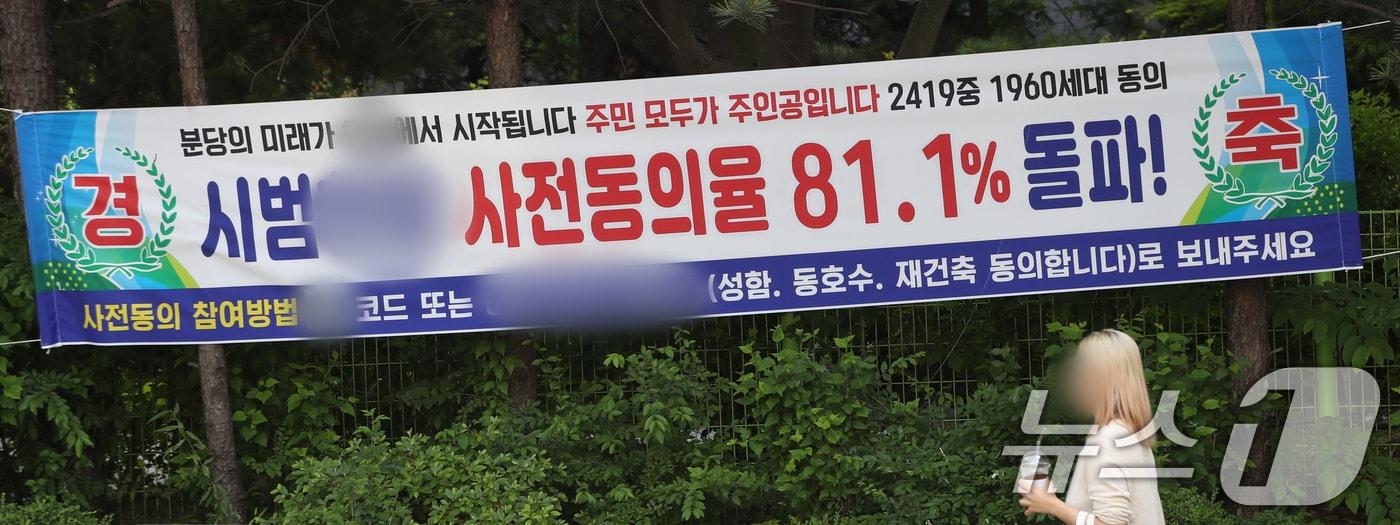 분당의 미래가 에서 시작됩니다 주민 모두가 주인공입니다 2419중 1960세대 동의
경 시범 사전동의율 81.1% 돌파! 축
사전동의 참여방법 코드 또는 (성함. 동호수. 재건축 동의합니다)로 보내주세요
뉴스1